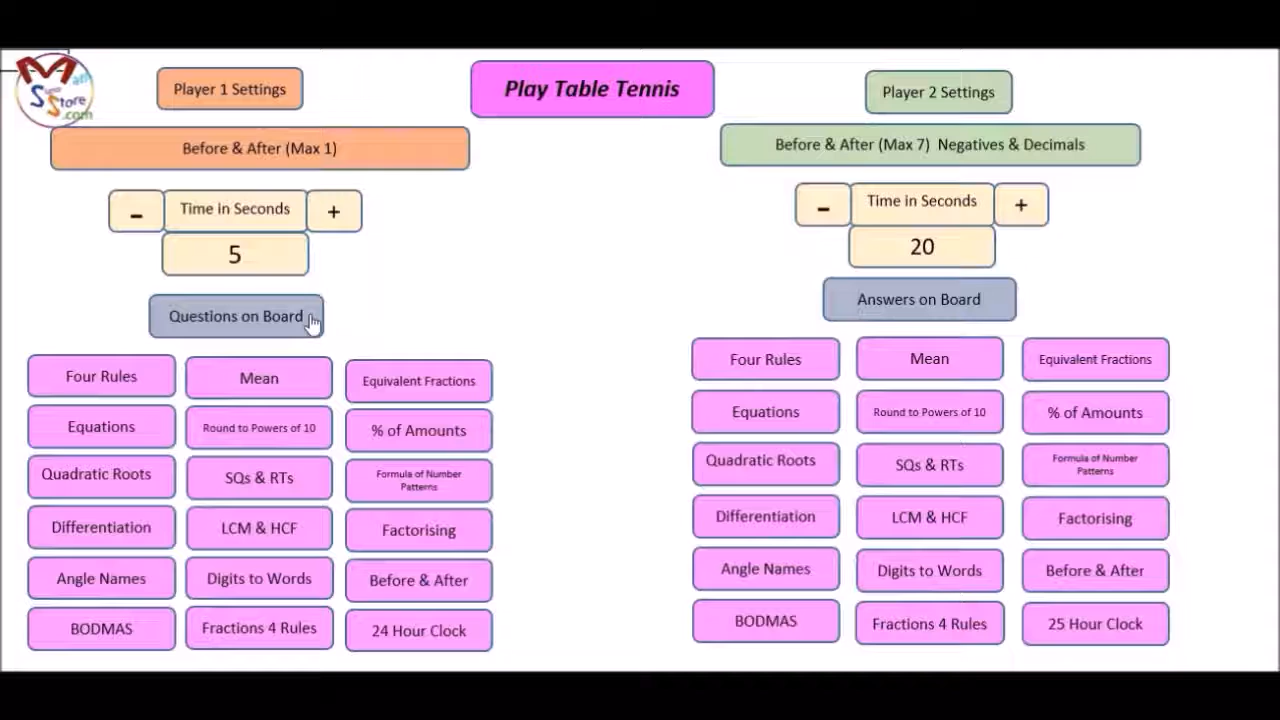 Math
Super
Store
.com
Player 1 Settings
Play Table Tennis
Player 2 Settings
Before & After (Max 1)
Before & After (Max 7) Negatives & Decimals
- Time in Seconds +
5
- Time in Seconds +
20
Questions on Board
Answers on Board
Four Rules
Mean
Equivalent Fractions
Equations
Round to Powers of 10
% of Amounts
Quadratic Roots
SQs & RTs
Formula of Number
Patterns
Differentiation
LCM & HCF
Factorising
Angle Names
Digits to Words
Before & After
BODMAS
Fractions 4 Rules
24 Hour Clock
Four Rules
Mean
Equivalent Fractions
Equations
Round to Powers of 10
% of Amounts
Quadratic Roots
SQs & RTs
Formula of Number
Patterns
Differentiation
LCM & HCF
Factorising
Angle Names
Digits to Words
Before & After
BODMAS
Fractions 4 Rules
25 Hour Clock